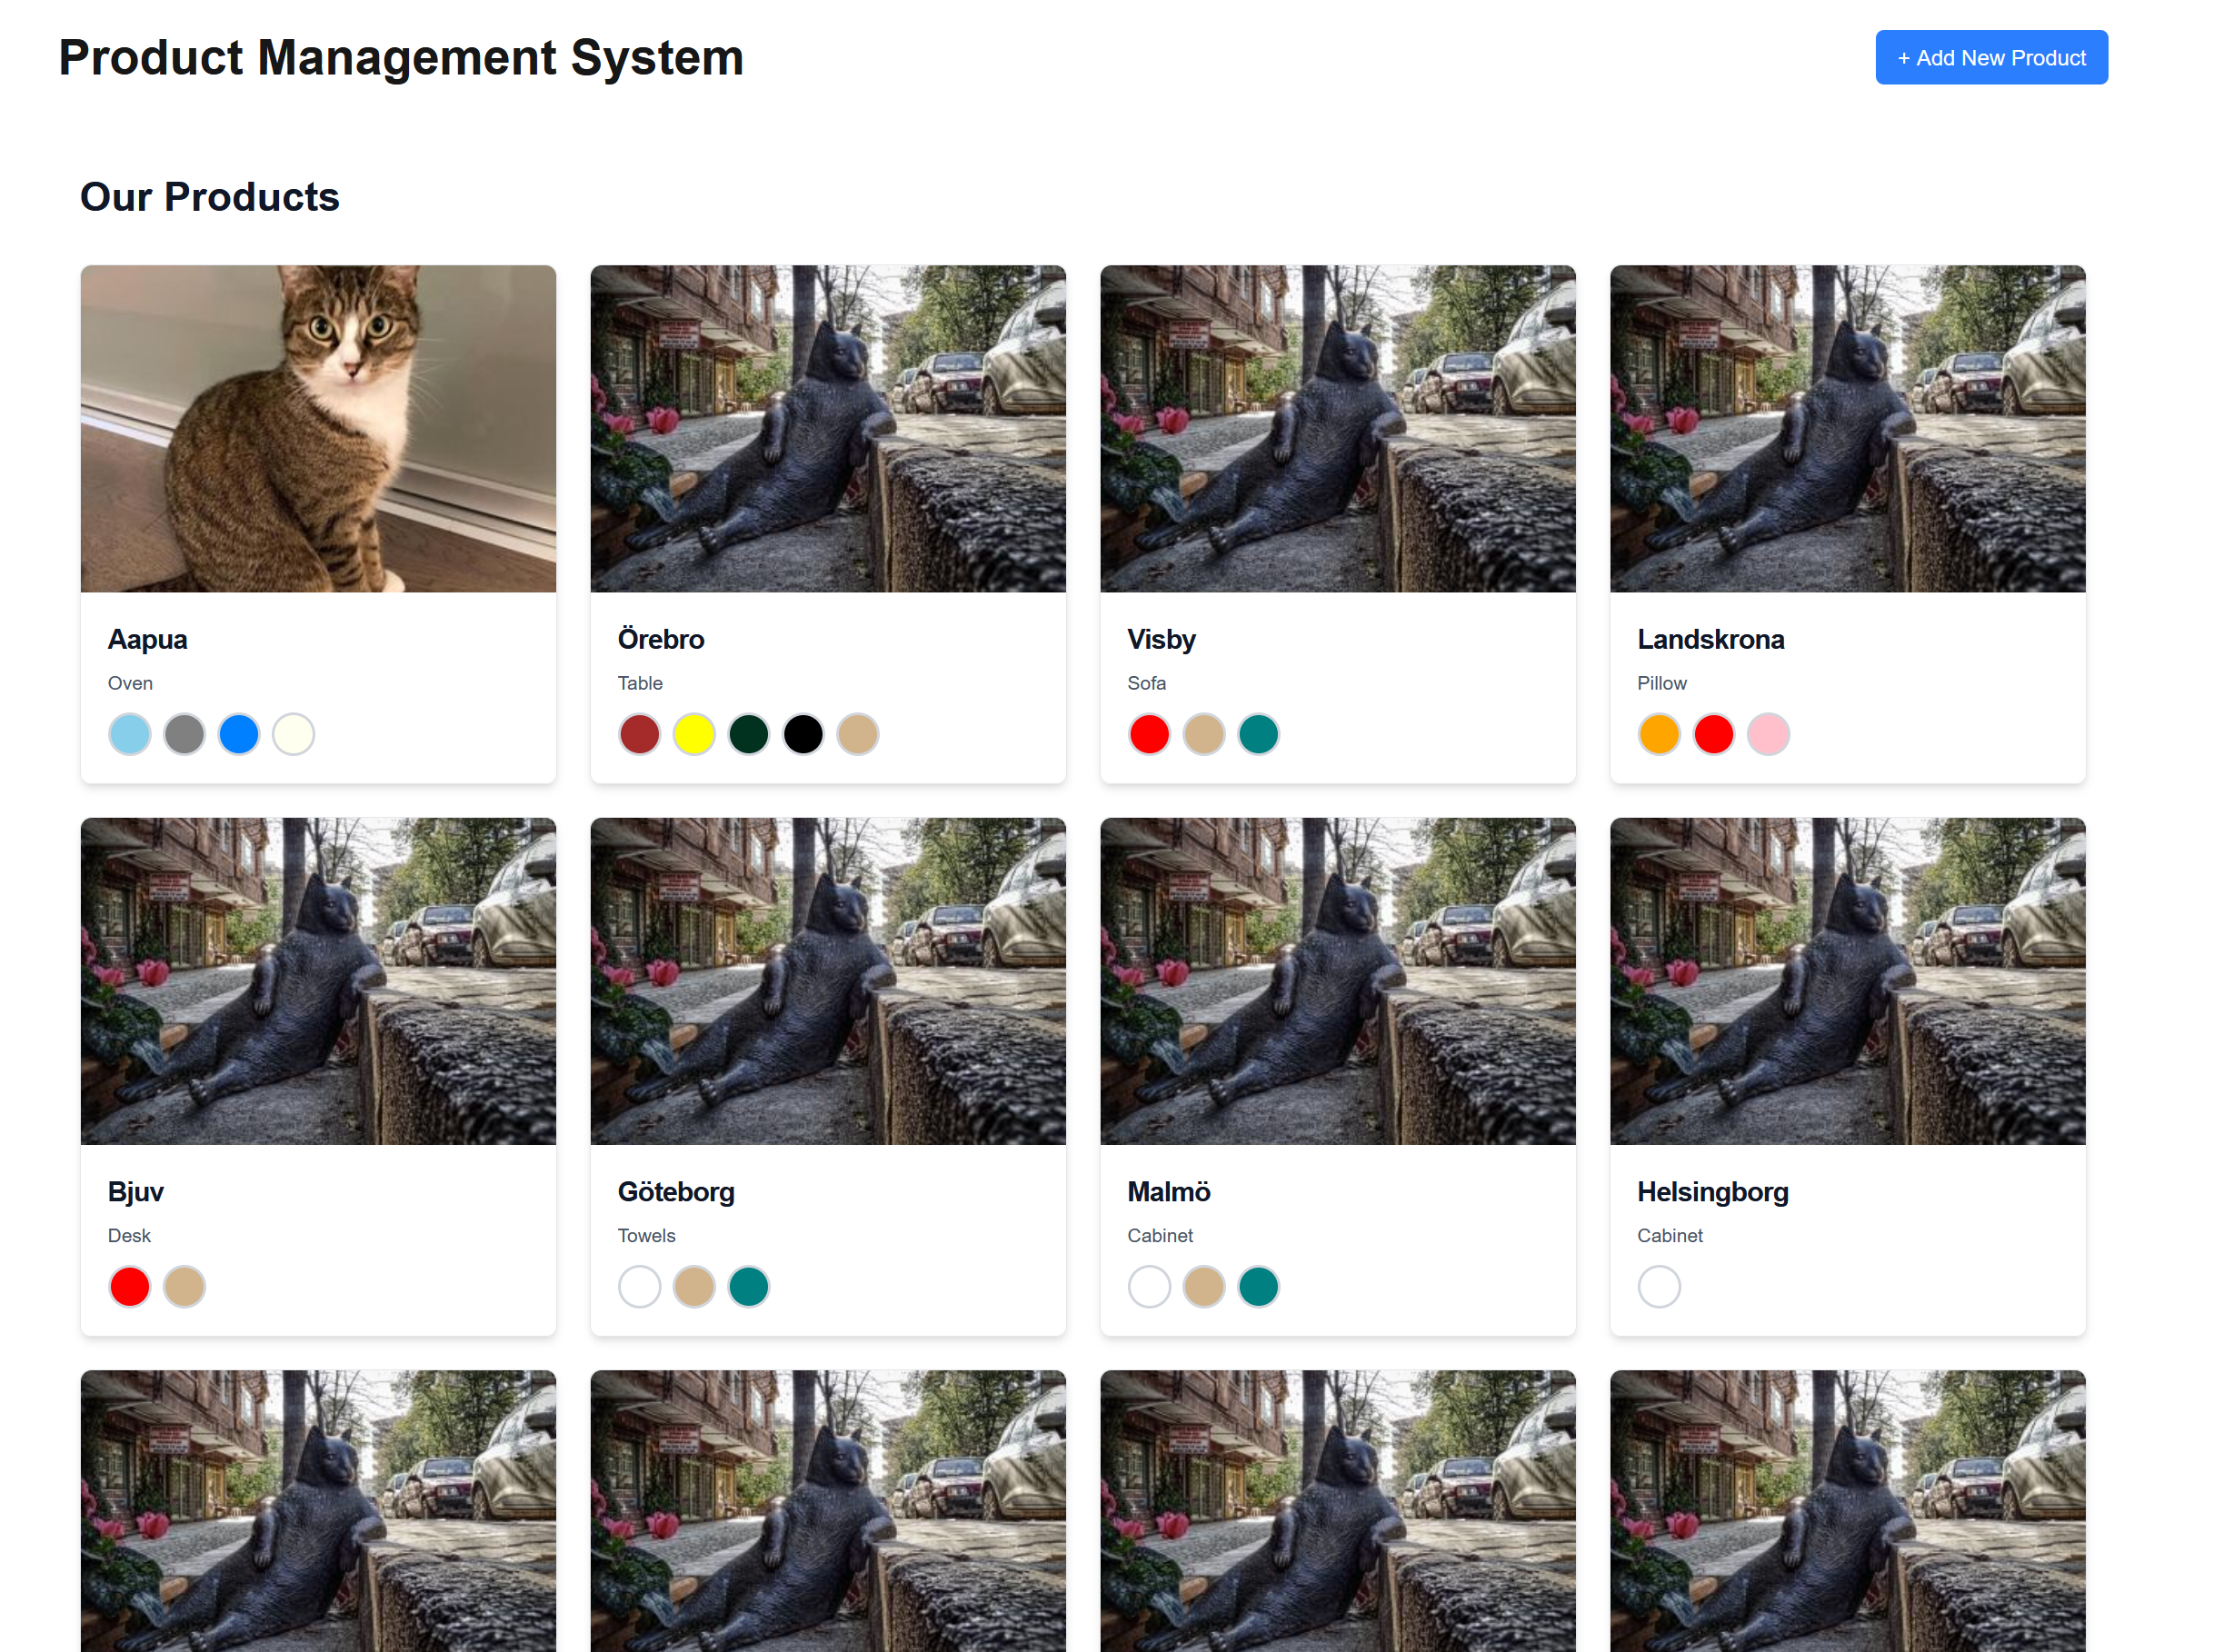 Product Management System
+ Add New Product
Our Products
Aapua
Oven
Örebro
Table
Visby
Sofa
Landskrona
Pillow
Bjuv
Desk
Göteborg
Towels
Malmö
Cabinet
Helsingborg
Cabinet